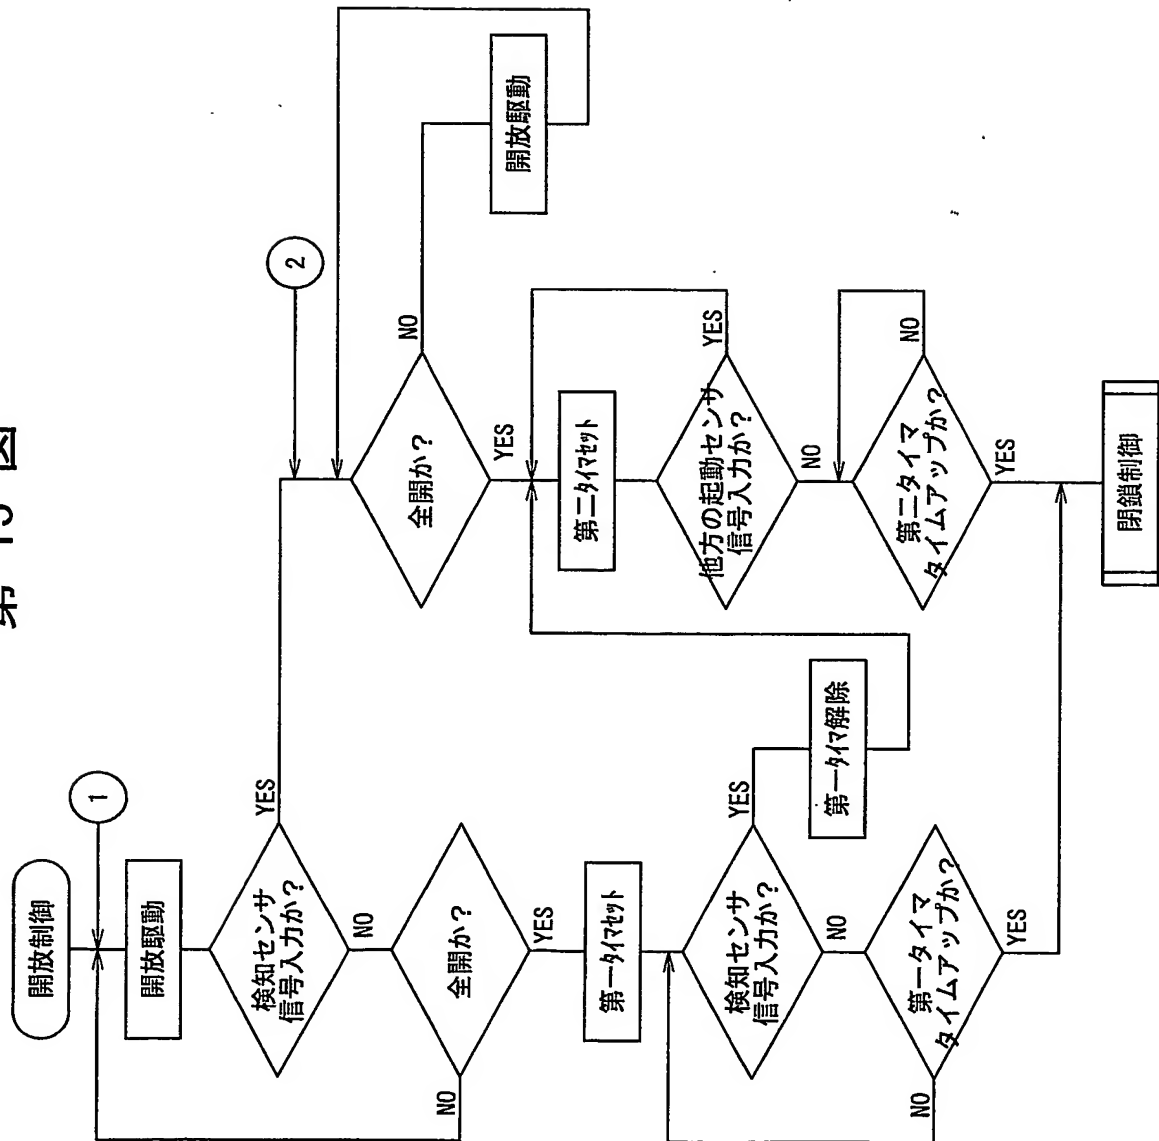 開放制御
1
開放駆動
検知センサ
信号入力か?
YES
NO
全開か?
NO
YES
第一タイマセット
検知センサ
信号入力か?
YES
NO
第一タイマ解除
第一タイマ
タイムアップか?
NO
YES
2
全開か?
NO
開放駆動
YES
第二タイマセット
他方の起動センサ
信号入力か?
YES
NO
第二タイマ
タイムアップか?
NO
YES
閉鎖制御